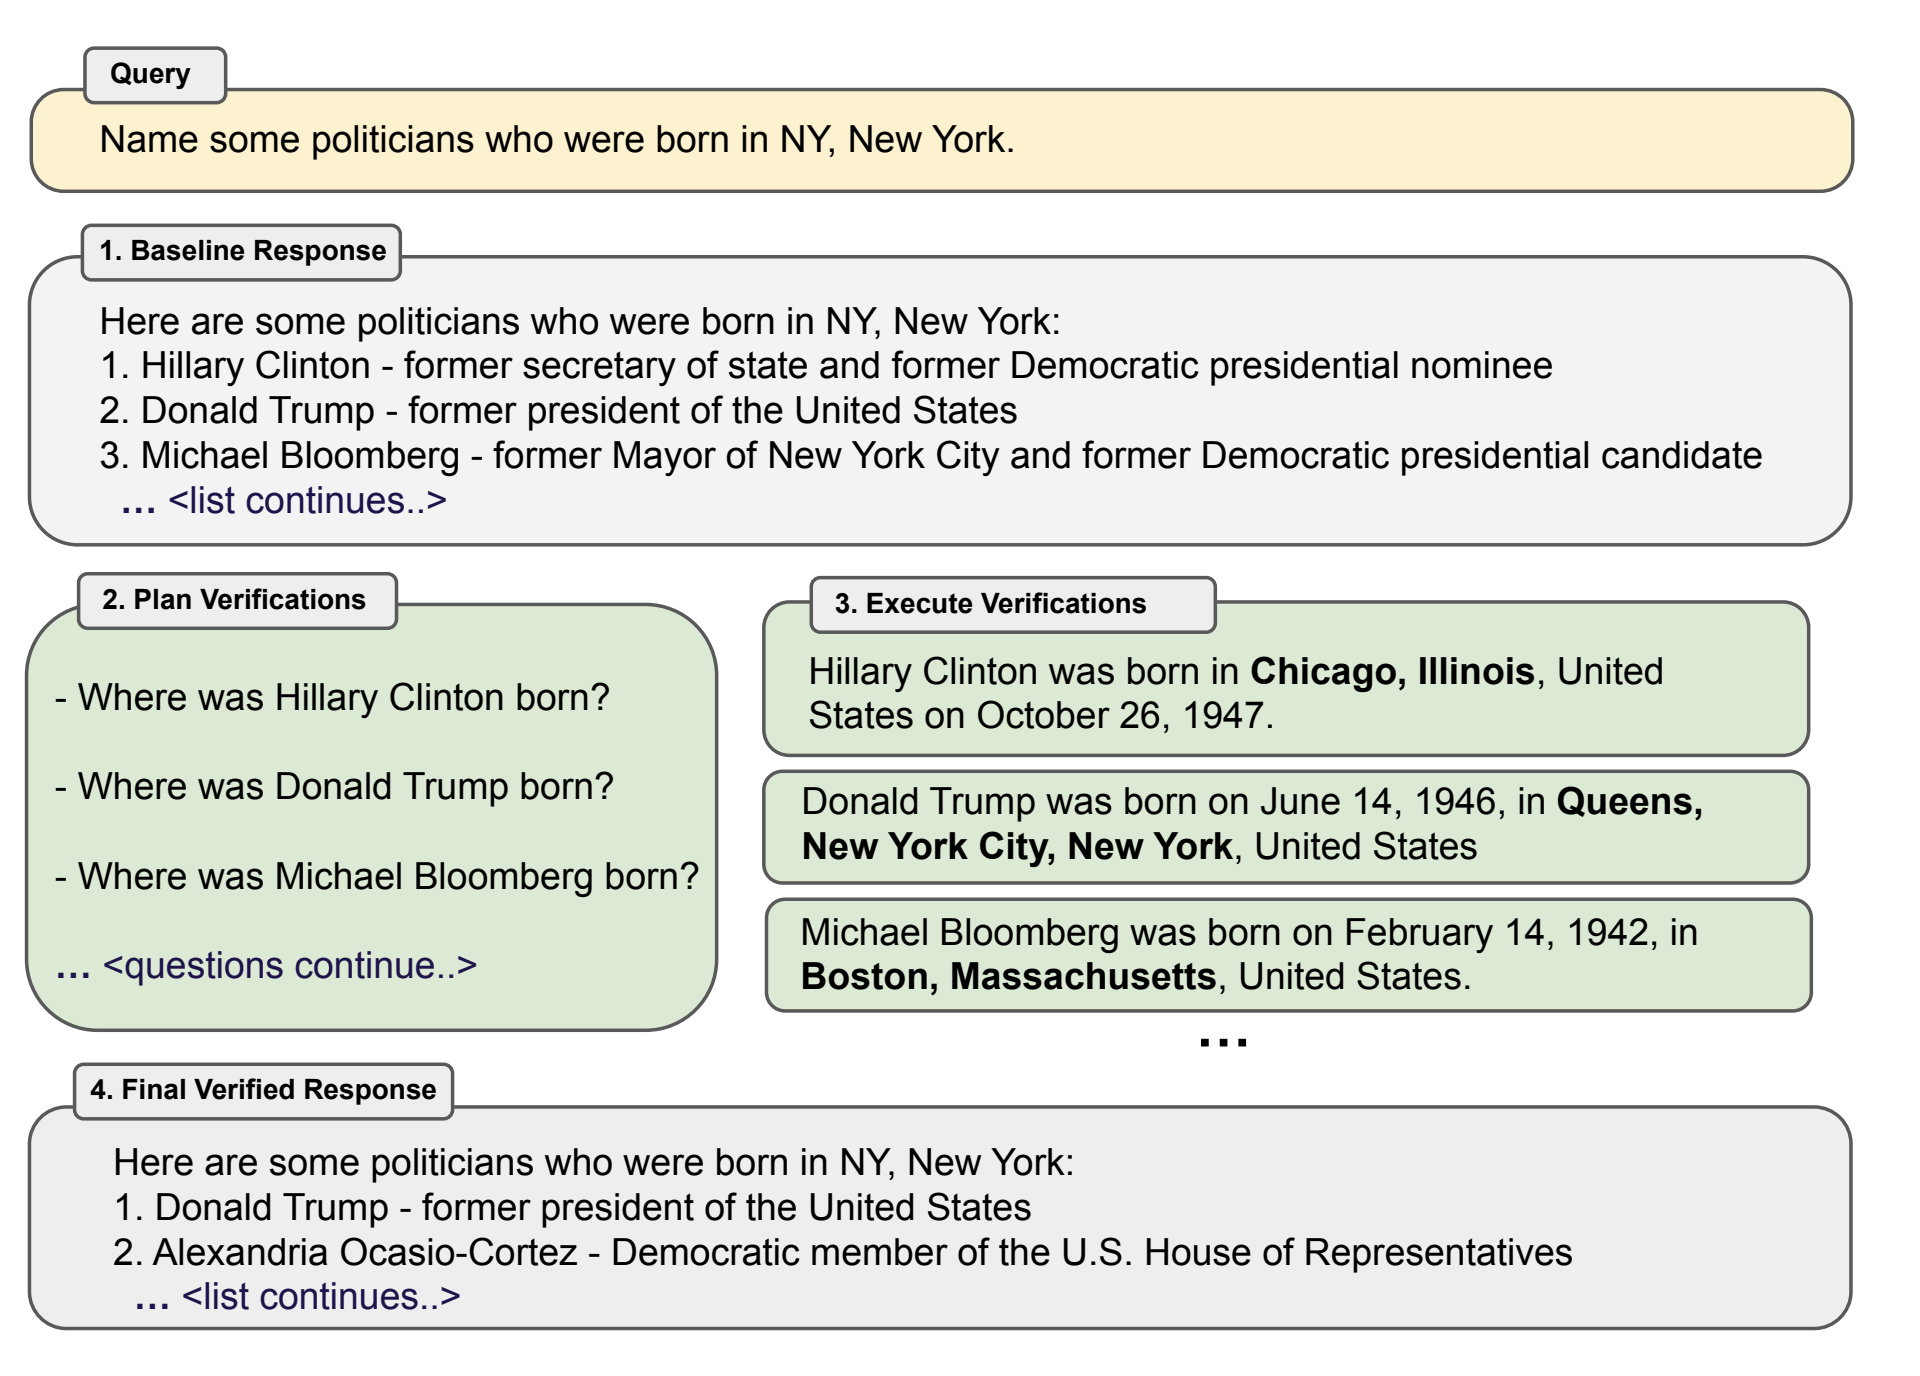 Query
Name some politicians who were born in NY, New York.
1. Baseline Response
Here are some politicians who were born in NY, New York:
1. Hillary Clinton - former secretary of state and former Democratic presidential nominee
2. Donald Trump - former president of the United States
3. Michael Bloomberg - former Mayor of New York City and former Democratic presidential candidate
... <list continues..>
2. Plan Verifications
- Where was Hillary Clinton born?
- Where was Donald Trump born?
- Where was Michael Bloomberg born?
... <questions continue..>
3. Execute Verifications
Hillary Clinton was born in Chicago, Illinois, United
States on October 26, 1947.
Donald Trump was born on June 14, 1946, in Queens,
New York City, New York, United States
Michael Bloomberg was born on February 14, 1942, in
Boston, Massachusetts, United States.
...
4. Final Verified Response
Here are some politicians who were born in NY, New York:
1. Donald Trump - former president of the United States
2. Alexandria Ocasio-Cortez - Democratic member of the U.S. House of Representatives
... <list continues..>